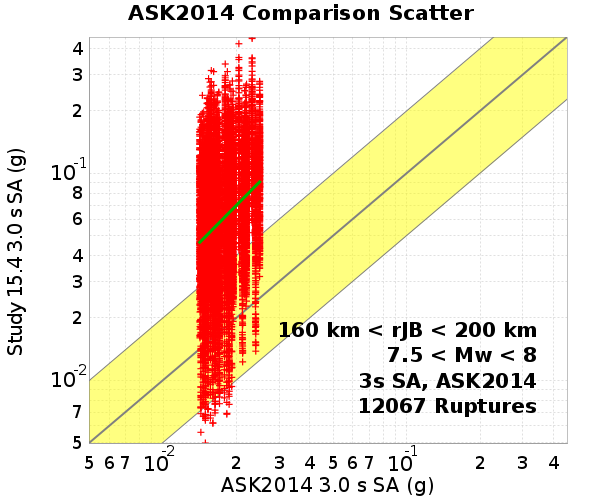 ASK2014 Comparison Scatter
Study 15.4 3.0 s SA (g)
4
3
2
10-1
8
6
4
3
2
10-2
7
5
160 km < rJB < 200 km
7.5 < Mw < 8
3s SA, ASK2014
12067 Ruptures
5 6 7 10-2 2 3 4 5 6 7 10-1 2 3 4
ASK2014 3.0 s SA (g)